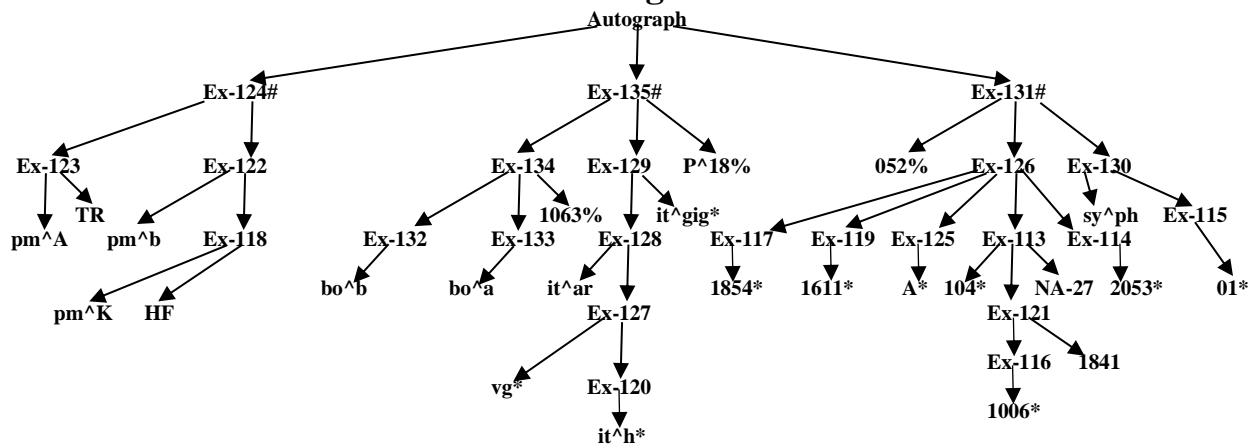 Autograph
Ex-124# Ex-135# Ex-131#
Ex-123 Ex-122 Ex-134 Ex-129 P^18% 052% Ex-126 Ex-130
TR 1063% it^gig* sy^ph Ex-115
pm^A pm^b Ex-118 Ex-132 Ex-133 Ex-128 Ex-117 Ex-119 Ex-125 Ex-113 Ex-114
bo^b bo^a it^ar 1854* 1611* A* 104* NA-27 2053* 01*
pm^K HF Ex-127 Ex-121
Ex-116 1841
vg* Ex-120
1006*
it^h*